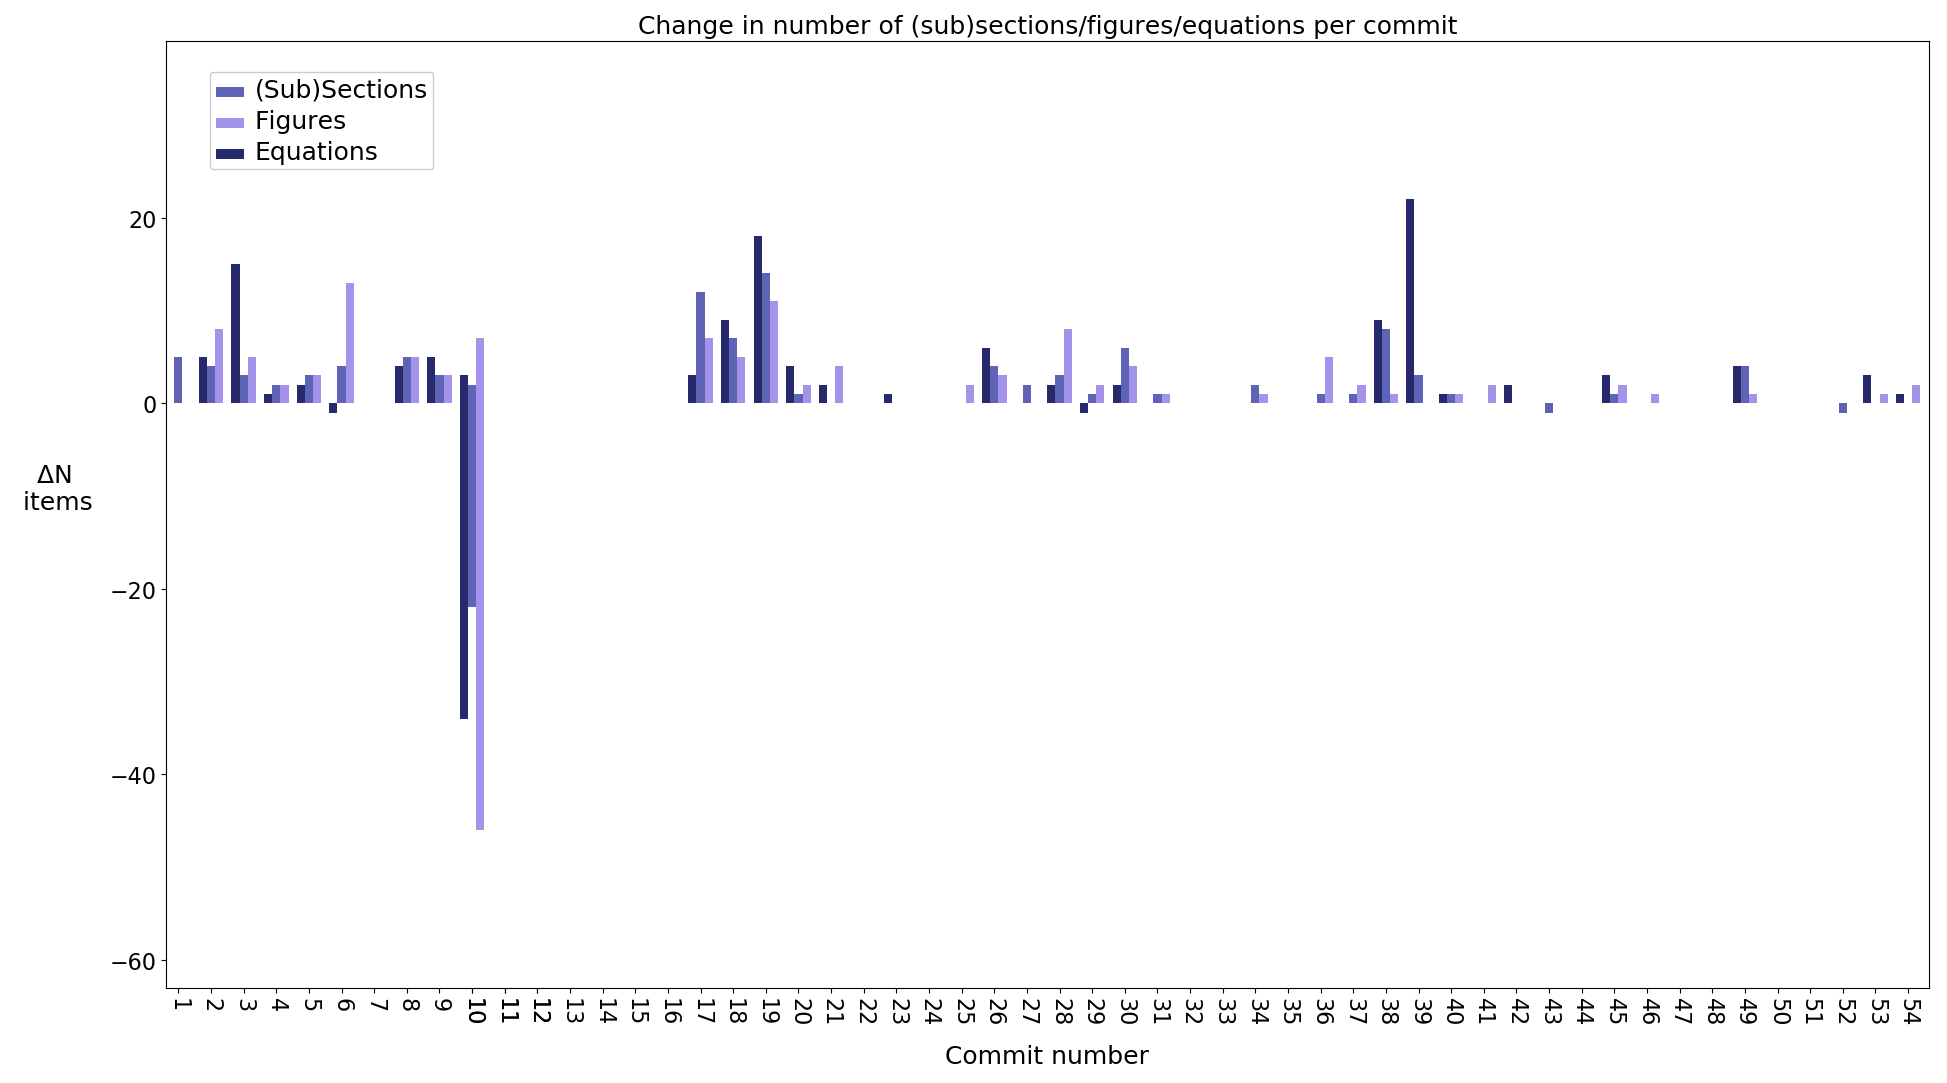 Change in number of (sub)sections/figures/equations per commit
(Sub)Sections
Figures
Equations
20
0
−20
−40
−60
ΔN
items
1 2 3 4 5 6 7 8 9 10 11 12 13 14 15 16 17 18 19 20 21 22 23 24 25 26 27 28 29 30 31 32 33 34 35 36 37 38 39 40 41 42 43 44 45 46 47 48 49 50 51 52 53 54
Commit number